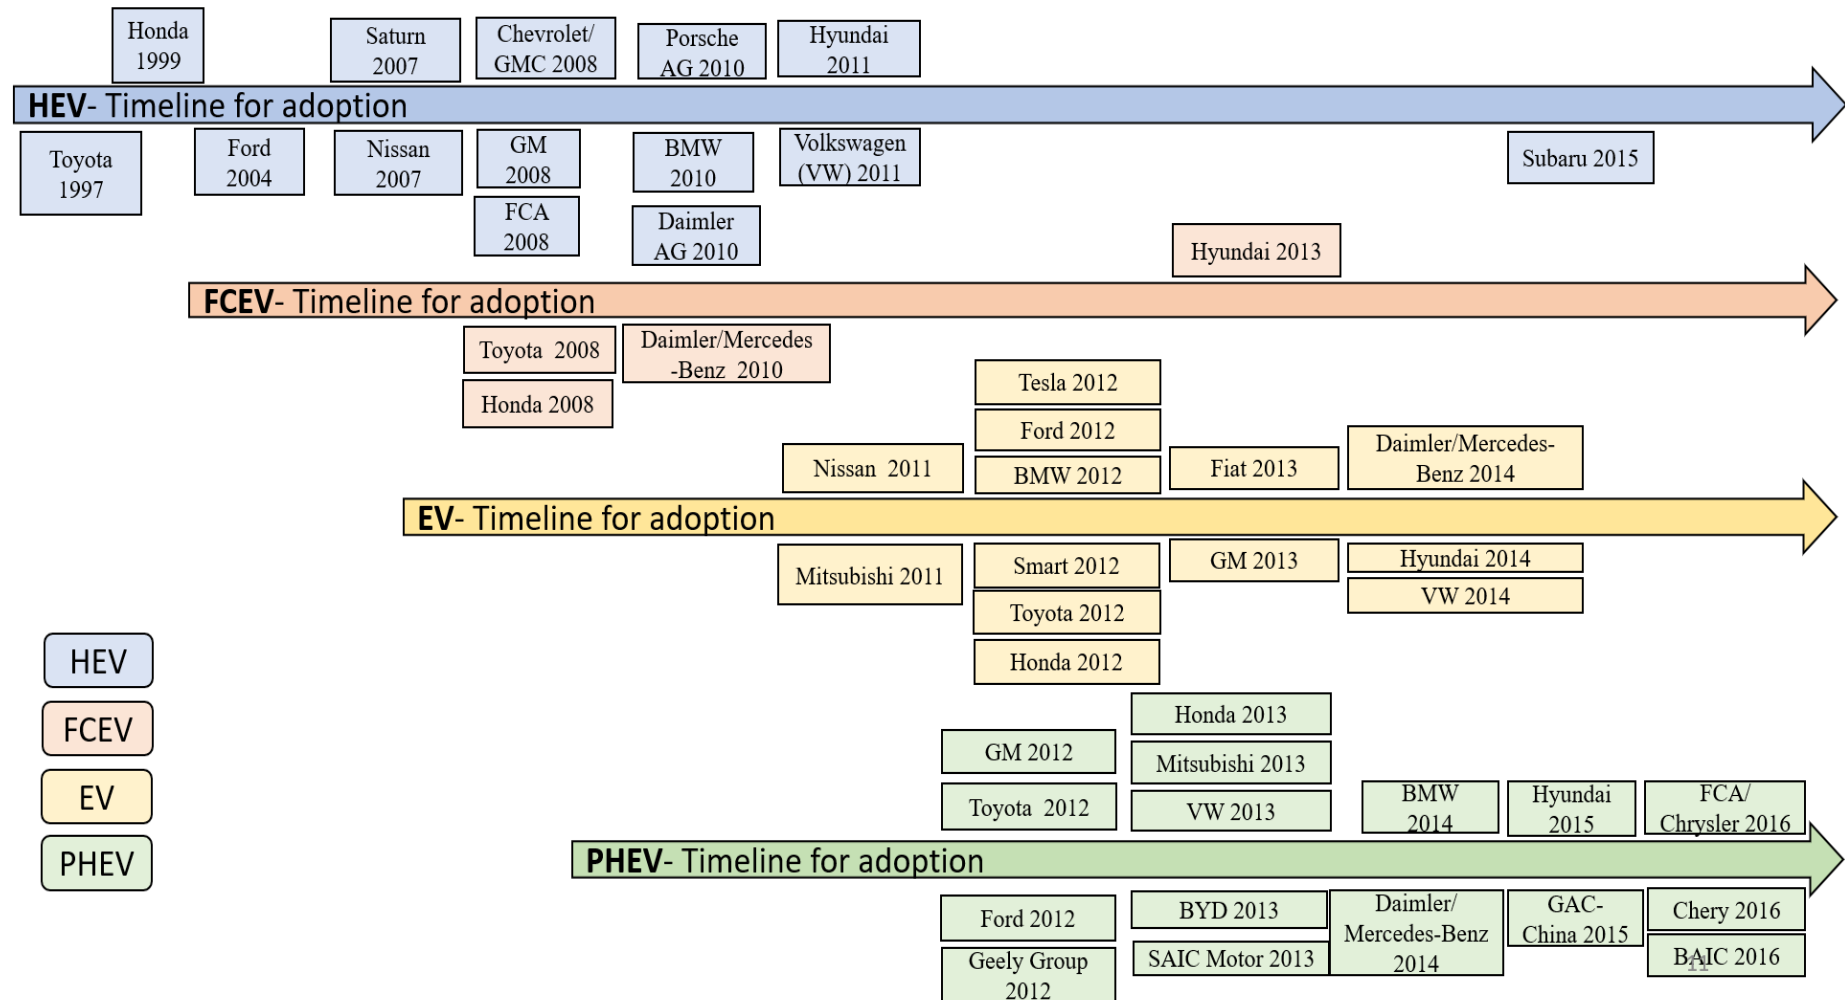 Honda
1999
Saturn
2007
Chevrolet/
GMC 2008
Porsche
AG 2010
Hyundai
2011
HEV- Timeline for adoption
Toyota
1997
Ford
2004
Nissan
2007
GM
2008
BMW
2010
Volkswagen
(VW) 2011
Subaru 2015
FCA
2008
Daimler
AG 2010
Hyundai 2013
FCEV- Timeline for adoption
Toyota  2008
Daimler/Mercedes
-Benz  2010
Honda 2008
Tesla 2012
Ford 2012
Nissan  2011
BMW 2012
Fiat 2013
Daimler/Mercedes-
Benz 2014
EV- Timeline for adoption
Mitsubishi 2011
Smart 2012
GM 2013
Hyundai 2014
Toyota 2012
VW 2014
Honda 2012
HEV
FCEV
EV
PHEV
Honda 2013
GM 2012
Mitsubishi 2013
Toyota  2012
VW 2013
BMW
2014
Hyundai
2015
FCA/
Chrysler 2016
PHEV- Timeline for adoption
Ford 2012
BYD 2013
Daimler/
Mercedes-Benz
2014
GAC-
China 2015
Chery 2016
Geely Group
2012
SAIC Motor 2013
BAIC 2016
11